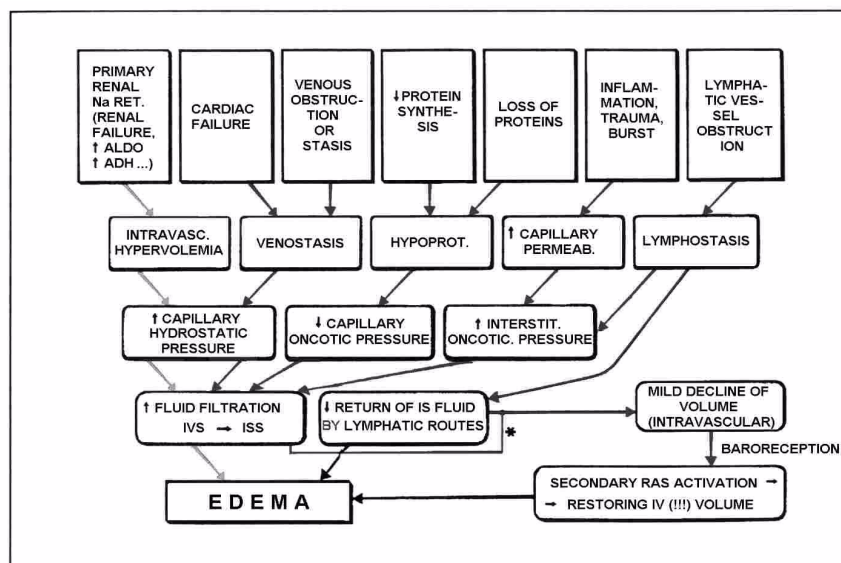 PRIMARY
RENAL
Na RET.
(RENAL
FAILURE,
↑ ALDO
↑ ADH ...)
CARDIAC
FAILURE
VENOUS
OBSTRUC-
TION
OR
STASIS
↓PROTEIN
SYNTHE-
SIS
LOSS OF
PROTEINS
INFLAM-
MATION,
TRAUMA,
BURST
LYMPHA-
TIC VES-
SEL
OBSTRUCT
ION
INTRAVASC.
HYPERVOLEMIA
VENOSTASIS
HYPOPROT.
↑ CAPILLARY
PERMEAB.
LYMPHOSTASIS
↑ CAPILLARY
HYDROSTATIC
PRESSURE
↓ CAPILLARY
ONCOTIC PRESSURE
↑ INTERSTIT.
ONCOTIC. PRESSURE
↑ FLUID FILTRATION
IVS → ISS
↓ RETURN OF IS FLUID
BY LYMPHATIC ROUTES
*
MILD DECLINE OF
VOLUME
(INTRAVASCULAR)
BARORECEPTION
SECONDARY RAS ACTIVATION →
→ RESTORING IV (!!!) VOLUME
EDEMA